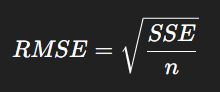 RMSE = √(SSE/n)